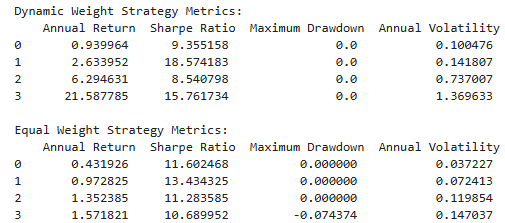 Dynamic Weight Strategy Metrics:
Annual Return Sharpe Ratio Maximum Drawdown Annual Volatility
0 0.939964 9.355158 0.0 0.100476
1 2.633952 18.574183 0.0 0.141807
2 6.294631 8.540798 0.0 0.737007
3 21.587785 15.761734 0.0 1.369633
Equal Weight Strategy Metrics:
Annual Return Sharpe Ratio Maximum Drawdown Annual Volatility
0 0.431926 11.602468 0.000000 0.037227
1 0.972825 13.434325 0.000000 0.072413
2 1.352385 11.283585 0.000000 0.119854
3 1.571821 10.689952 -0.074374 0.147037